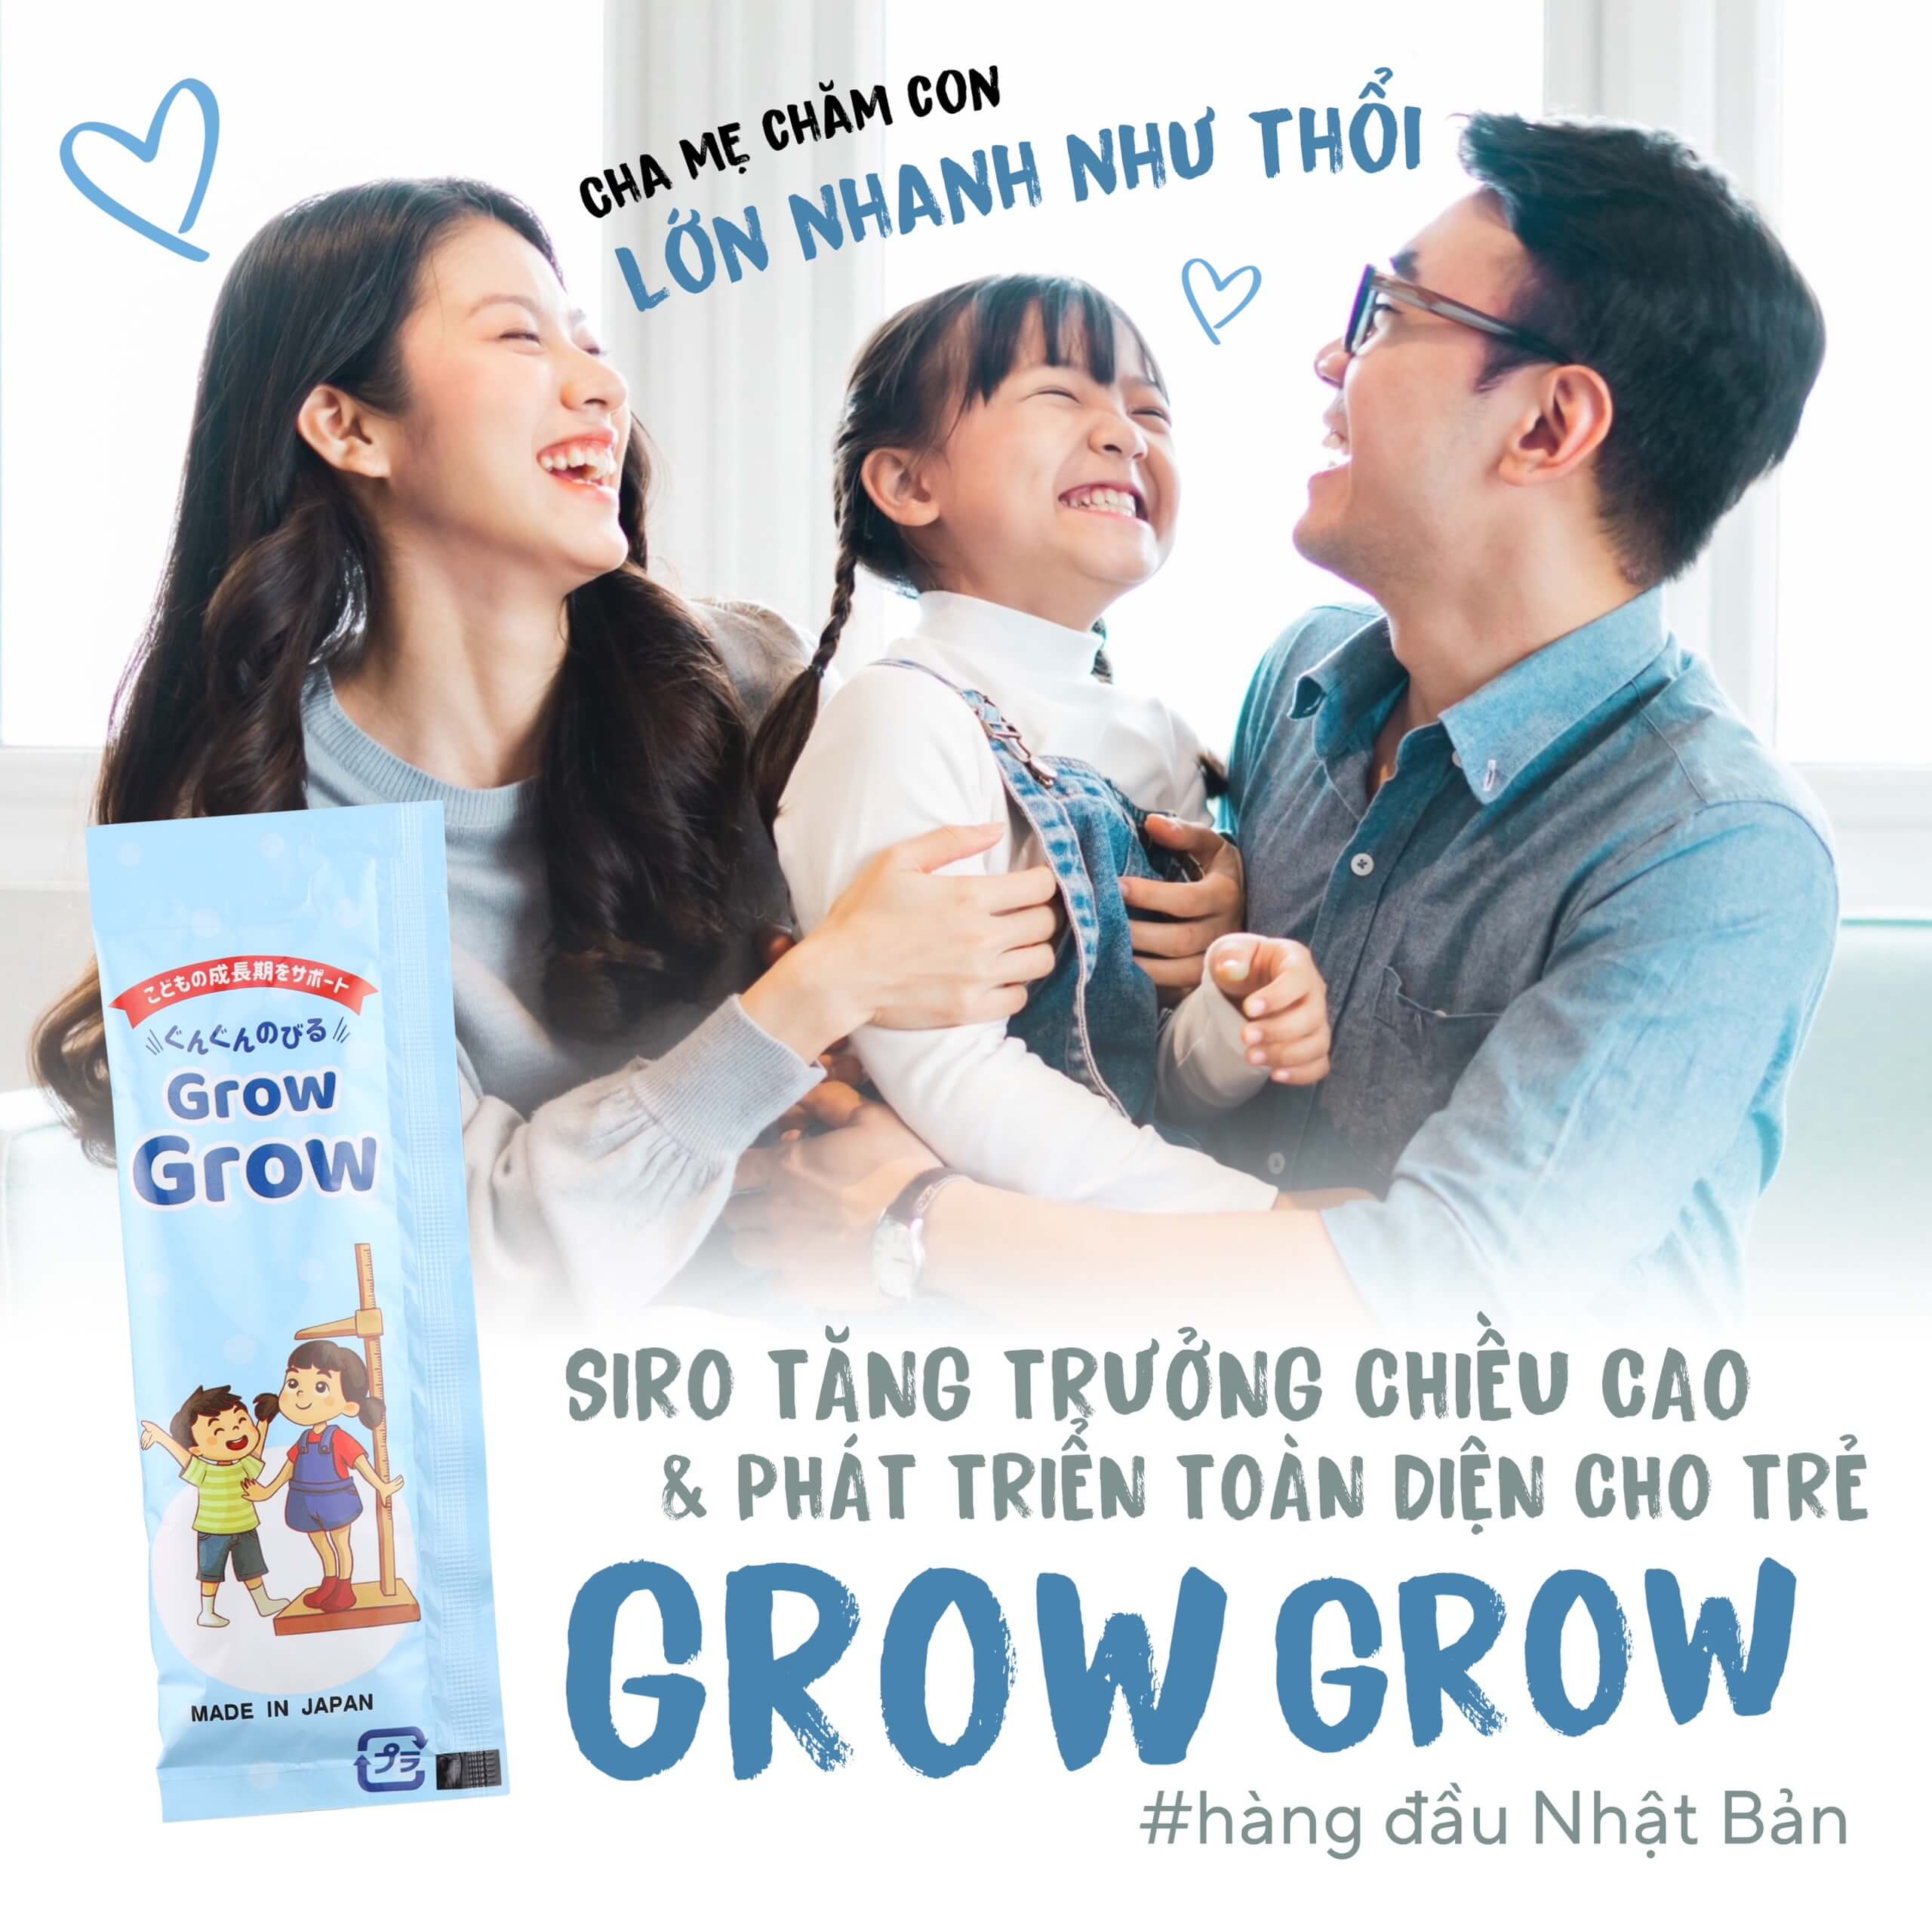 CHA MẸ CHĂM CON
LỚN NHANH NHƯ THỔI
こどもの成長期をサポート
ぐんぐんのびる
Grow
Grow
MADE IN JAPAN
プラ
SIRO TĂNG TRƯỞNG CHIỀU CAO
& PHÁT TRIỂN TOÀN DIỆN CHO TRẺ
GROW GROW
#hàng đầu Nhật Bản